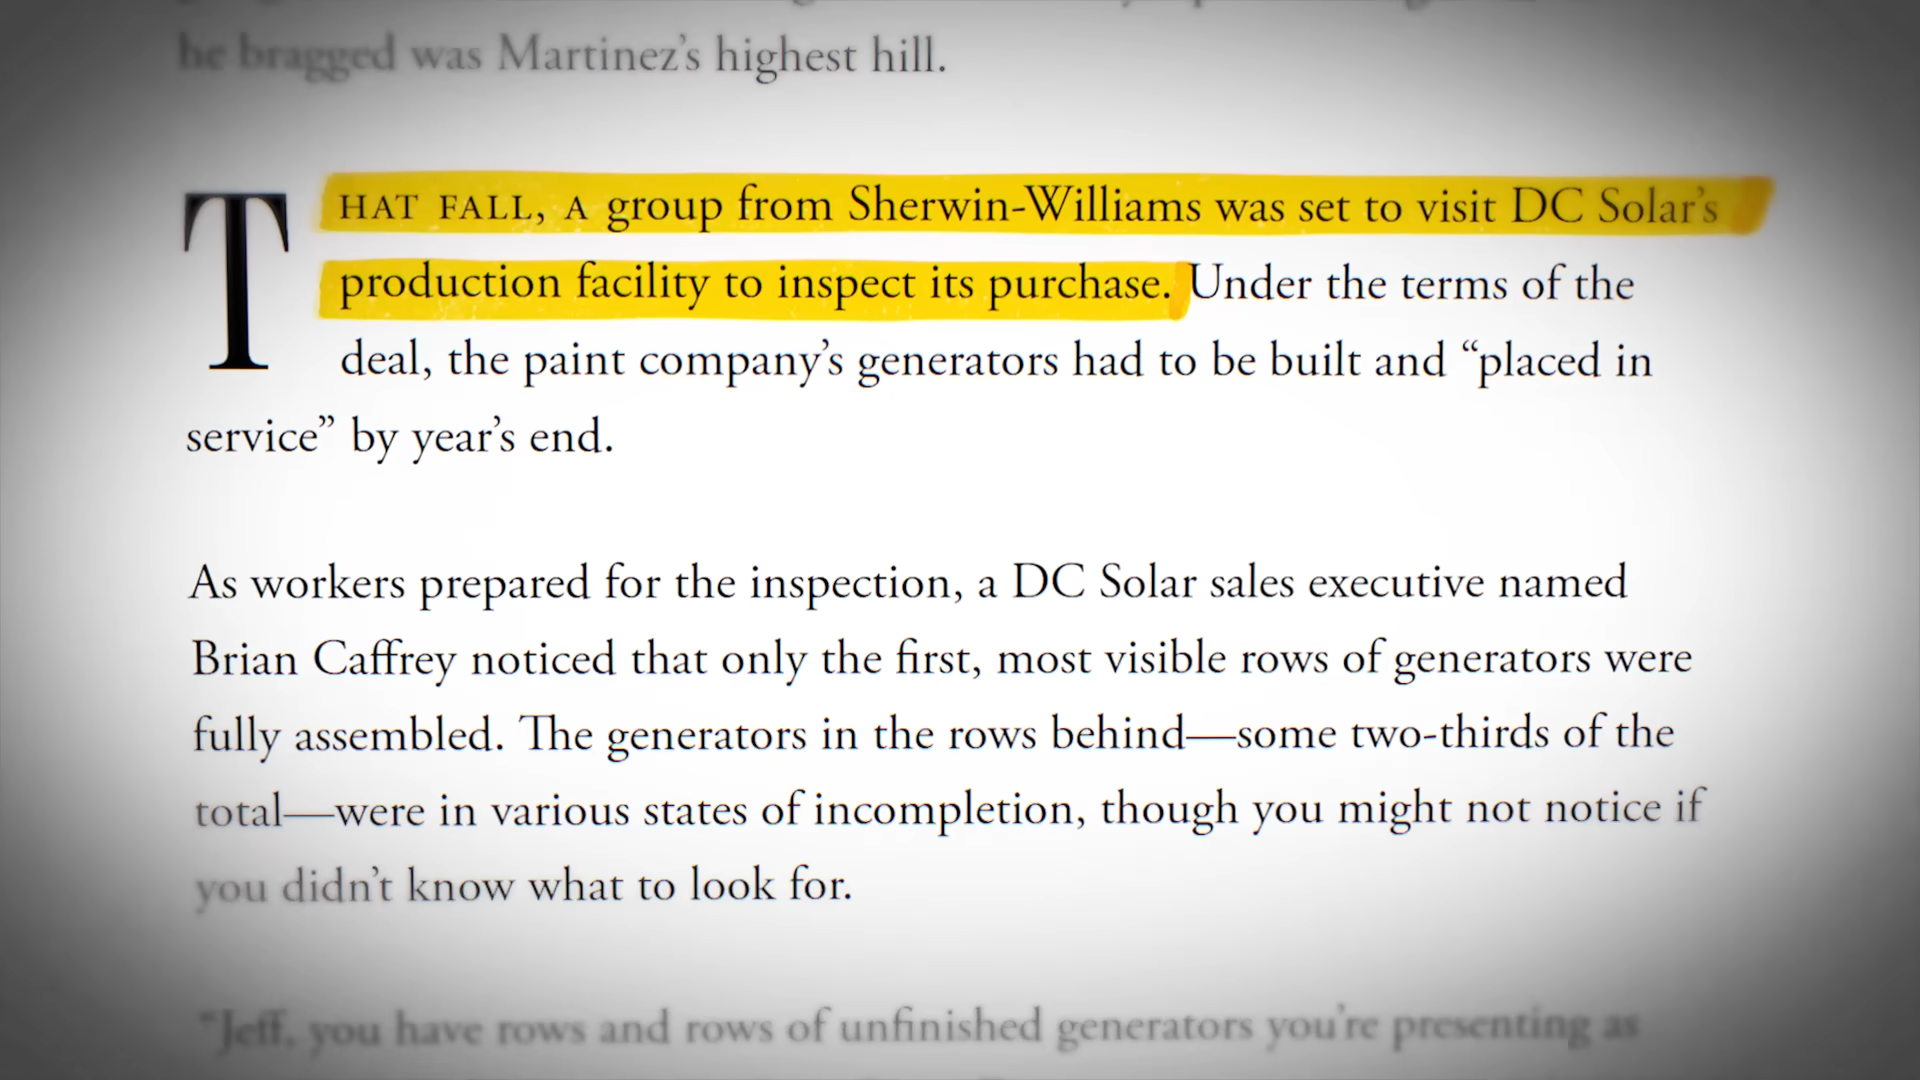 he bragged was Martinez’s highest hill.
THAT FALL, A group from Sherwin-Williams was set to visit DC Solar’s
production facility to inspect its purchase. Under the terms of the
deal, the paint company’s generators had to be built and “placed in
service” by year’s end.
As workers prepared for the inspection, a DC Solar sales executive named
Brian Caffrey noticed that only the first, most visible rows of generators were
fully assembled. The generators in the rows behind—some two-thirds of the
total—were in various states of incompletion, though you might not notice if
you didn’t know what to look for.
“Jeff, you have rows and rows of unfinished generators you’re presenting as